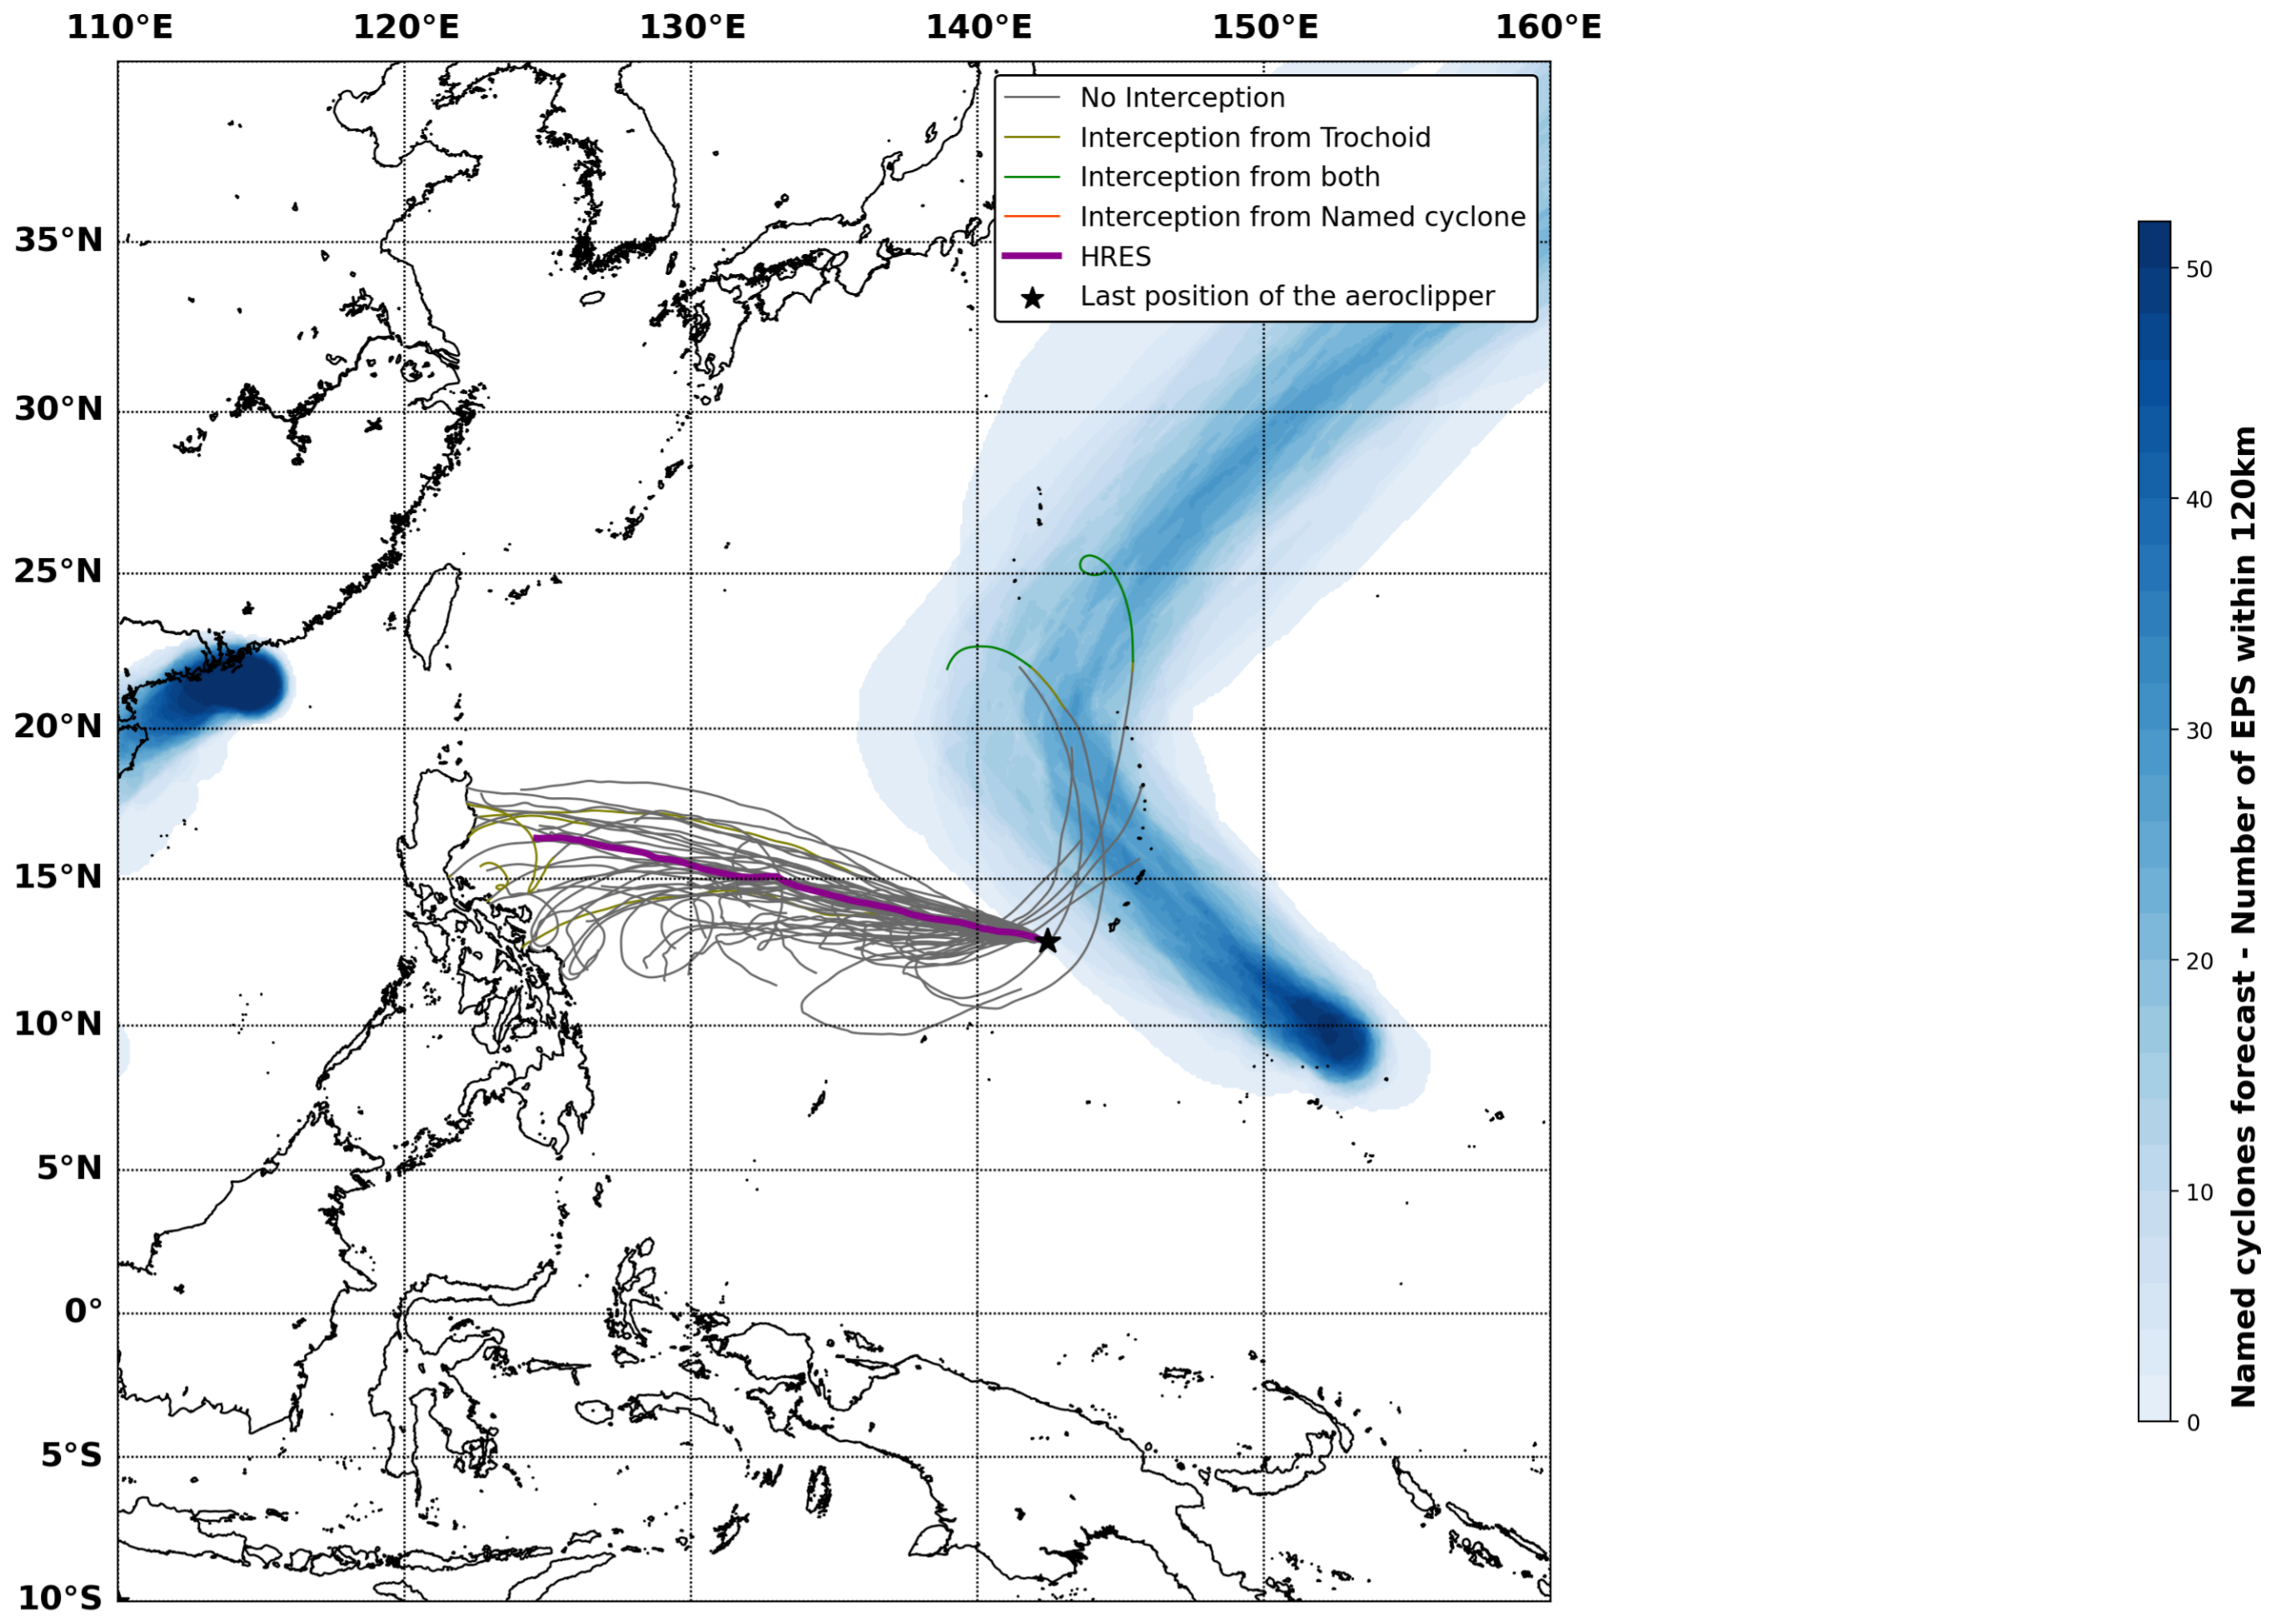 110°E 120°E 130°E 140°E 150°E 160°E
No Interception
Interception from Trochoid
Interception from both
Interception from Named cyclone
HRES
Last position of the aeroclipper
35°N
30°N
25°N
20°N
15°N
10°N
5°N
0°
5°S
10°S
50
40
30
20
10
0
Named cyclones forecast - Number of EPS within 120km